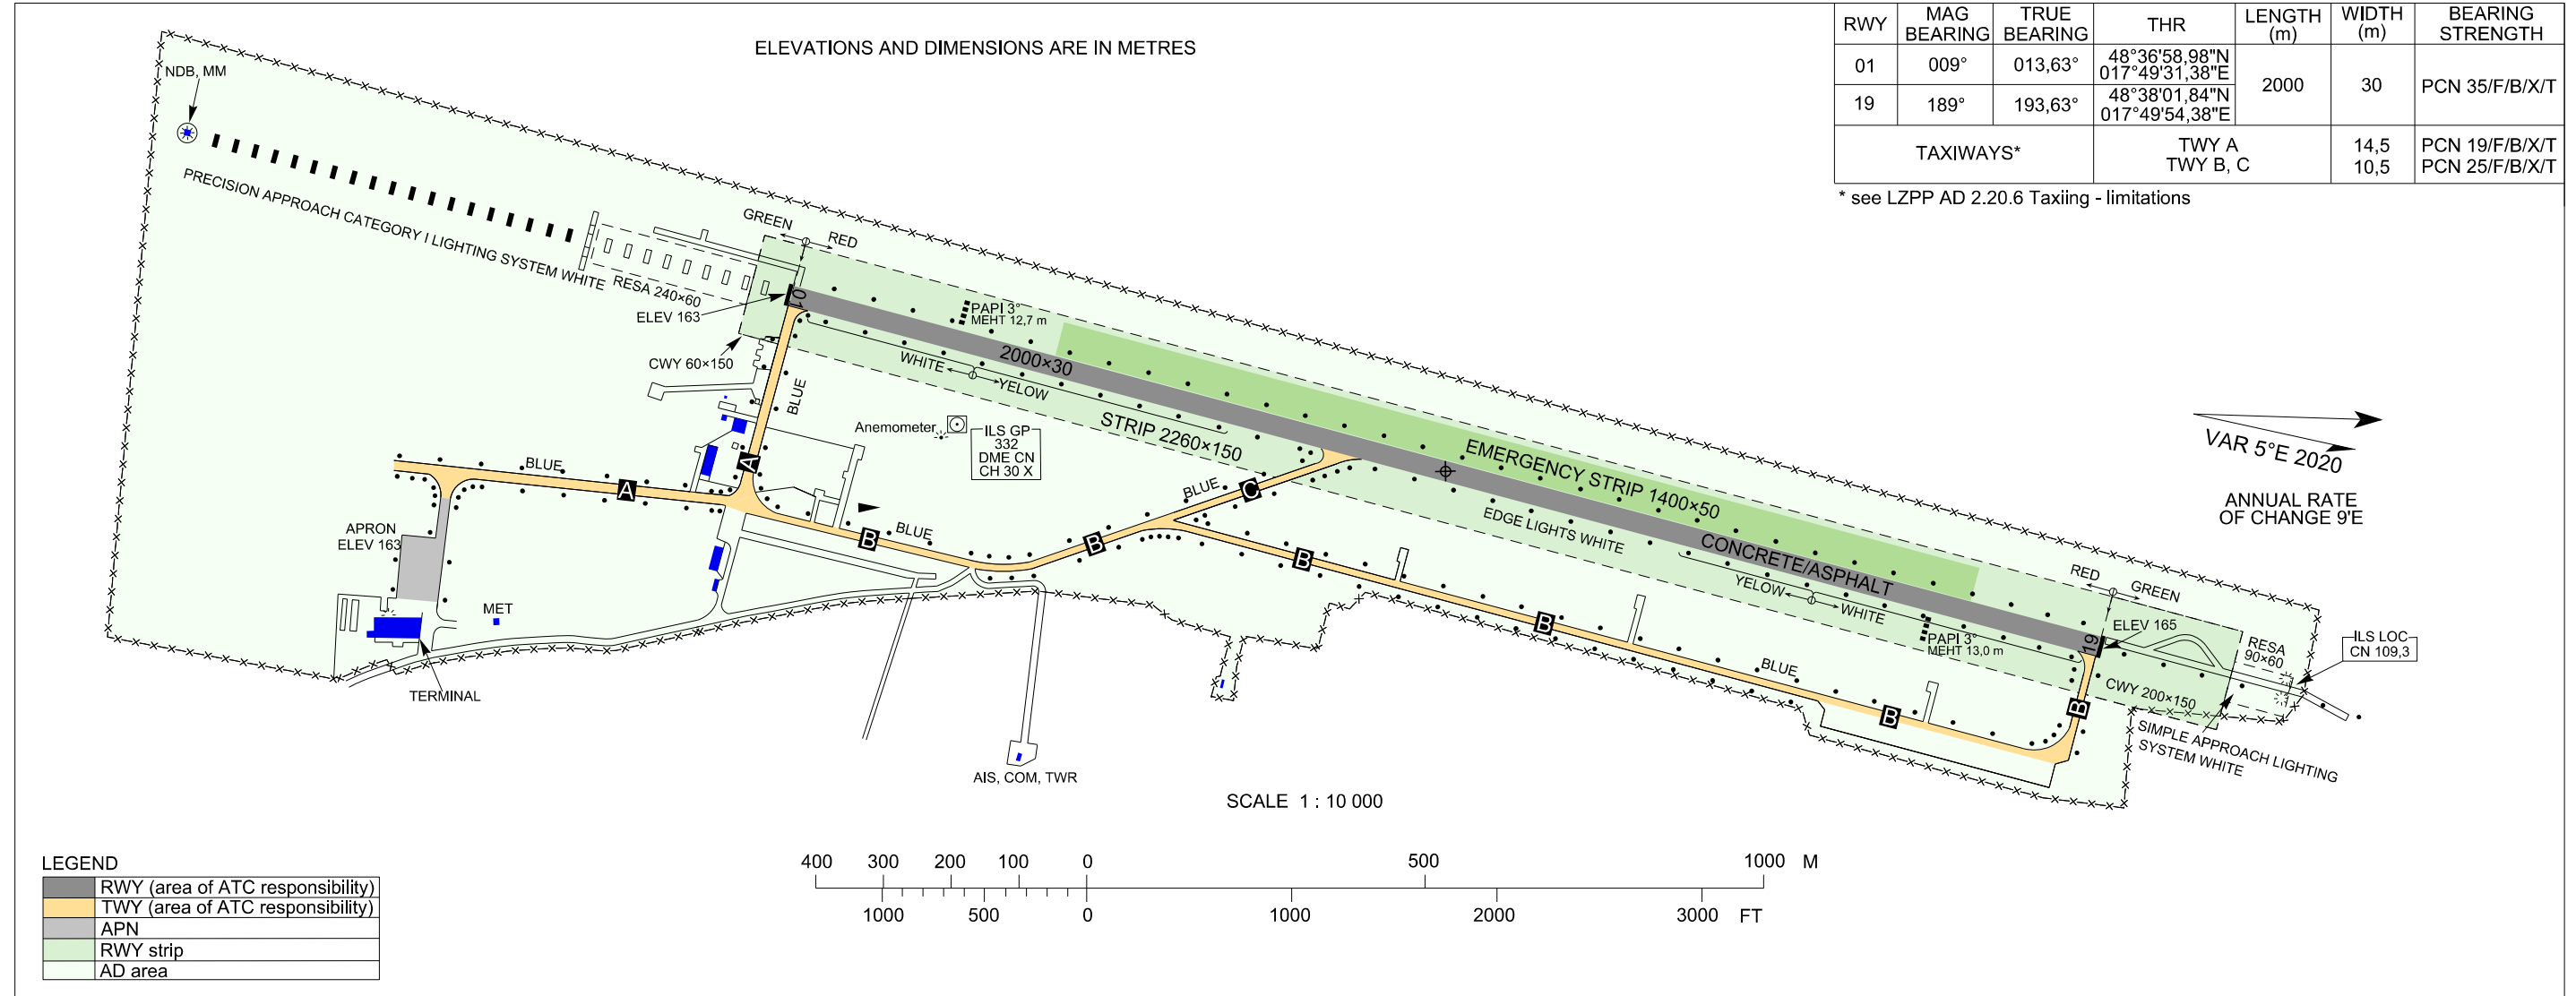 ELEVATIONS AND DIMENSIONS ARE IN METRES
RWY
MAG
BEARING
TRUE
BEARING
THR
LENGTH
(m)
WIDTH
(m)
BEARING
STRENGTH
01
009°
013,63°
48°36'58,98"N
017°49'31,38"E
2000
30
PCN 35/F/B/X/T
19
189°
193,63°
48°38'01,84"N
017°49'54,38"E
TAXIWAYS*
TWY A
TWY B, C
14,5
10,5
PCN 19/F/B/X/T
PCN 25/F/B/X/T
* see LZPP AD 2.20.6 Taxiing - limitations
NDB, MM
PRECISION APPROACH CATEGORY I LIGHTING SYSTEM WHITE
GREEN
RED
RESA 240×60
ELEV 163
01
CWY 60×150
PAPI 3°
MEHT 12,7 m
2000×30
WHITE
YELOW
BLUE
STRIP 2260×150
EMERGENCY STRIP 1400×50
Anemometer
ILS GP
332
DME CN
CH 30 X
VAR 5°E 2020
ANNUAL RATE
OF CHANGE 9'E
A
BLUE
A
BLUE
C
EDGE LIGHTS WHITE
CONCRETE/ASPHALT
APRON
ELEV 163
BLUE
B
B
B
YELOW
WHITE
RED
GREEN
ELEV 165
19
RESA
90×60
ILS LOC
CN 109,3
MET
B
PAPI 3°
MEHT 13,0 m
BLUE
CWY 200×150
TERMINAL
B
B
SIMPLE APPROACH LIGHTING
SYSTEM WHITE
AIS, COM, TWR
SCALE 1 : 10 000
400 300 200 100 0 500 1000 M
1000 500 0 1000 2000 3000 FT
LEGEND
RWY (area of ATC responsibility)
TWY (area of ATC responsibility)
APN
RWY strip
AD area